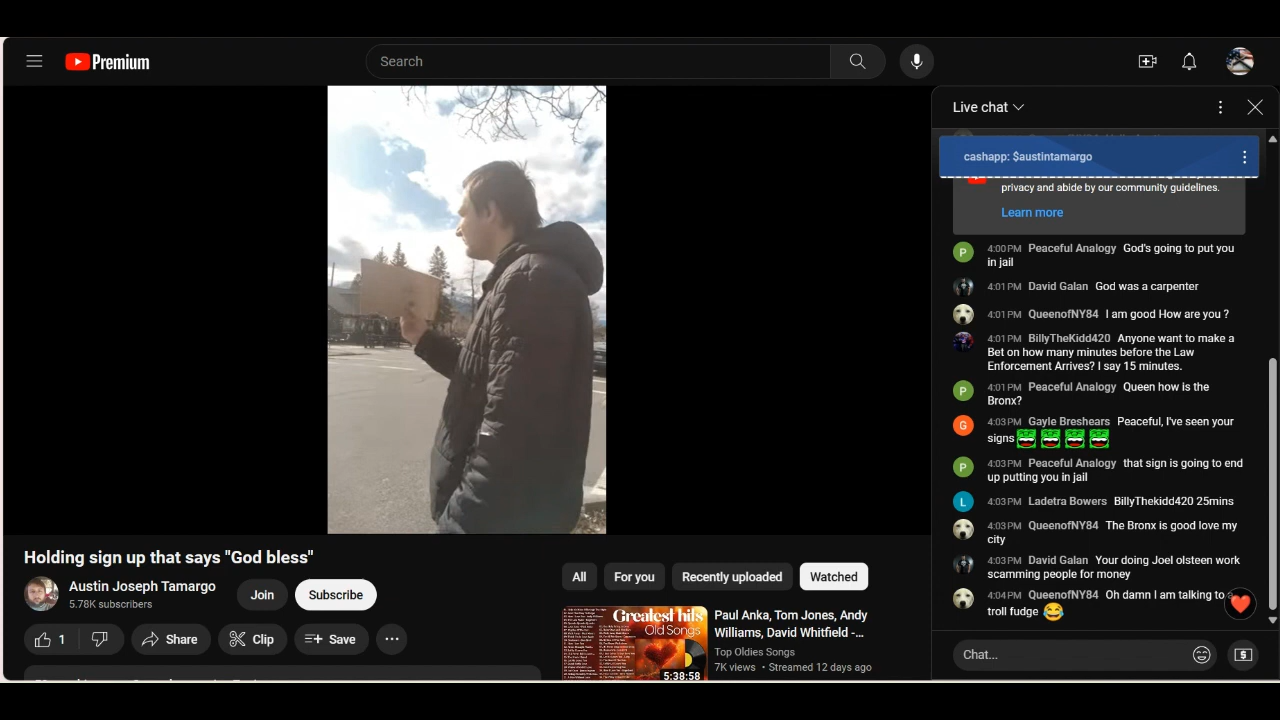 Premium
Search
Live chat
cashapp: $austintamargo
privacy and abide by our community guidelines.
Learn more
P
4:00 PM Peaceful Analogy God's going to put you
in jail
4:01 PM David Galan God was a carpenter
4:01 PM QueenofNY84 I am good How are you ?
4:01 PM BillyTheKidd420 Anyone want to make a
Bet on how many minutes before the Law
Enforcement Arrives? I say 15 minutes.
P
4:01 PM Peaceful Analogy Queen how is the
Bronx?
G
4:03 PM Gayle Breshears Peaceful, I've seen your
signs
P
4:03 PM Peaceful Analogy that sign is going to end
up putting you in jail
L
4:03 PM Ladetra Bowers BillyThekidd420 25mins
4:03 PM QueenofNY84 The Bronx is good love my
city
4:03 PM David Galan Your doing Joel olsteen work
scamming people for money
4:04 PM QueenofNY84 Oh damn I am talking to a
troll fudge
Chat...
Holding sign up that says "God bless"
Austin Joseph Tamargo
5.78K subscribers
Join
Subscribe
1
Share
Clip
Save
All
For you
Recently uploaded
Watched
Greatest hits
Old Songs
5:38:58
Paul Anka, Tom Jones, Andy
Williams, David Whitfield -...
Top Oldies Songs
7K views • Streamed 12 days ago